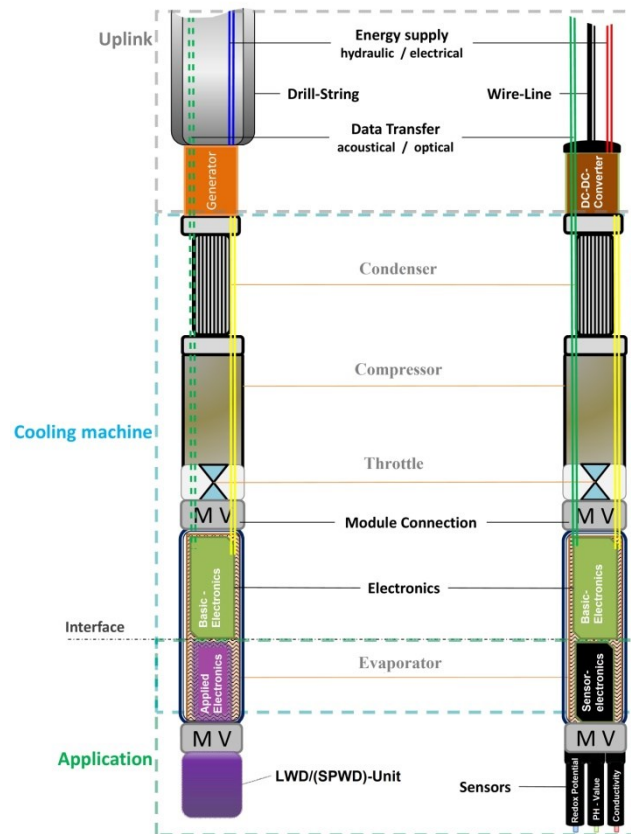 Uplink
Energy supply
hydraulic / electrical
Drill-String
Wire-Line
Data Transfer
acoustical / optical
Generator
DC-DC-
Converter
Condenser
Compressor
Cooling machine
Throttle
M V
Module Connection
M V
Basic -
Electronics
Electronics
Basic-
Electronics
Interface
Applied
Electronics
Evaporator
Sensor-
electronics
M V
M V
Application
LWD/(SPWD)-Unit
Sensors
Redox Potential
PH - Value
Conductivity